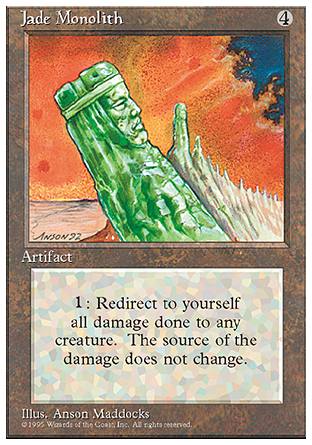 Jade Monolith 4
ANSON 92
Artifact
1: Redirect to yourself
all damage done to any
creature. The source of the
damage does not change.
Illus. Anson Maddocks
©1995 Wizards of the Coast, Inc. All rights reserved.